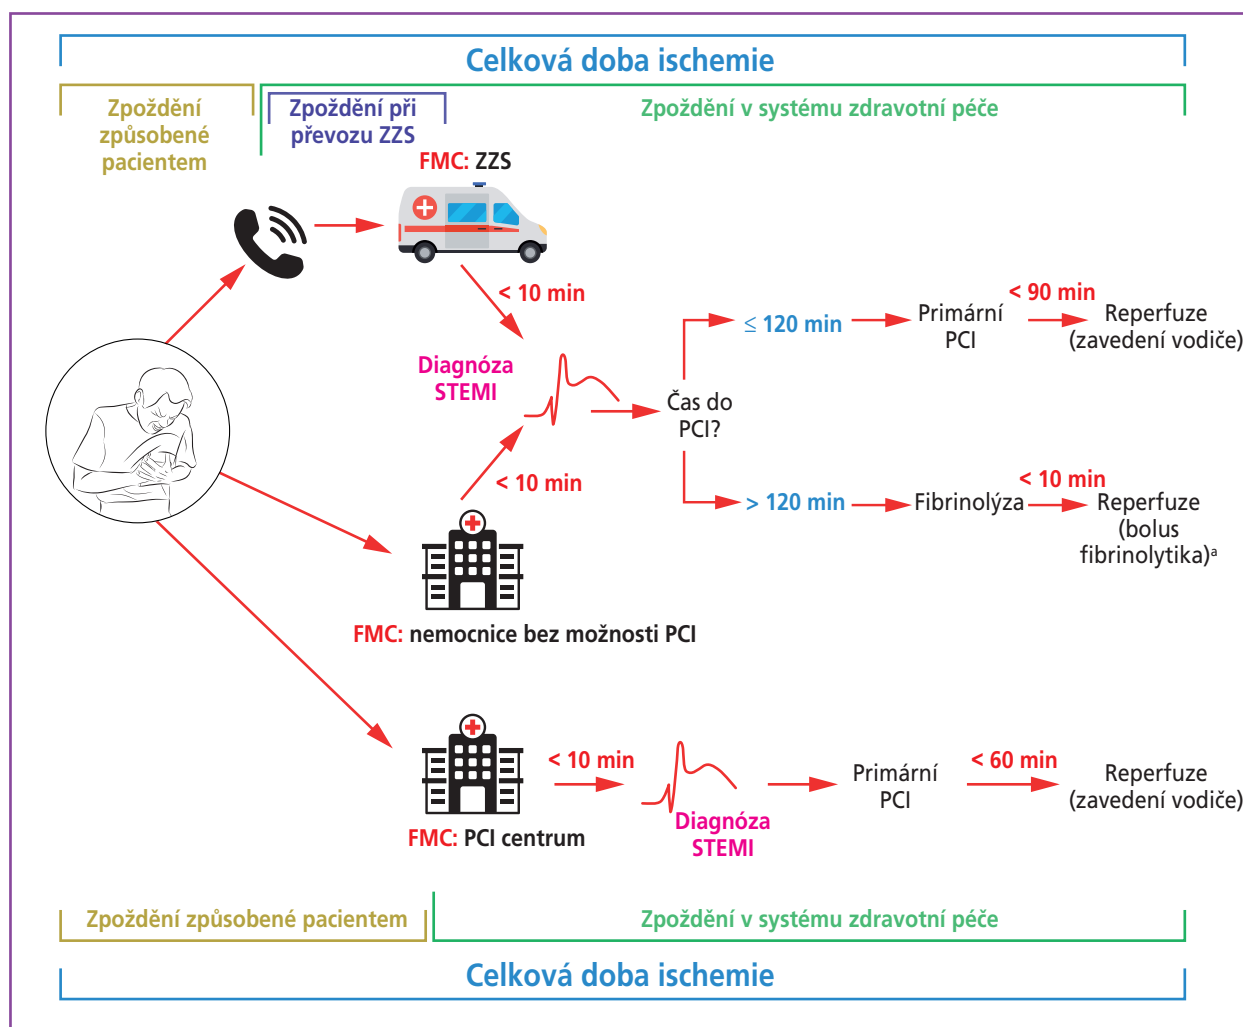 Celková doba ischemie
Zpoždění
způsobené
pacientem
Zpoždění při
převozu ZZS
Zpoždění v systému zdravotní péče
FMC: ZZS
< 10 min
Diagnóza
STEMI
< 10 min
Čas do
PCI?
≤ 120 min
Primární
PCI
< 90 min
Reperfuze
(zavedení vodiče)
> 120 min
Fibrinolýza
< 10 min
Reperfuze
(bolus
fibrinolytika)ᵃ
FMC: nemocnice bez možnosti PCI
FMC: PCI centrum
< 10 min
Diagnóza
STEMI
Primární
PCI
< 60 min
Reperfuze
(zavedení vodiče)
Zpoždění způsobené pacientem
Zpoždění v systému zdravotní péče
Celková doba ischemie